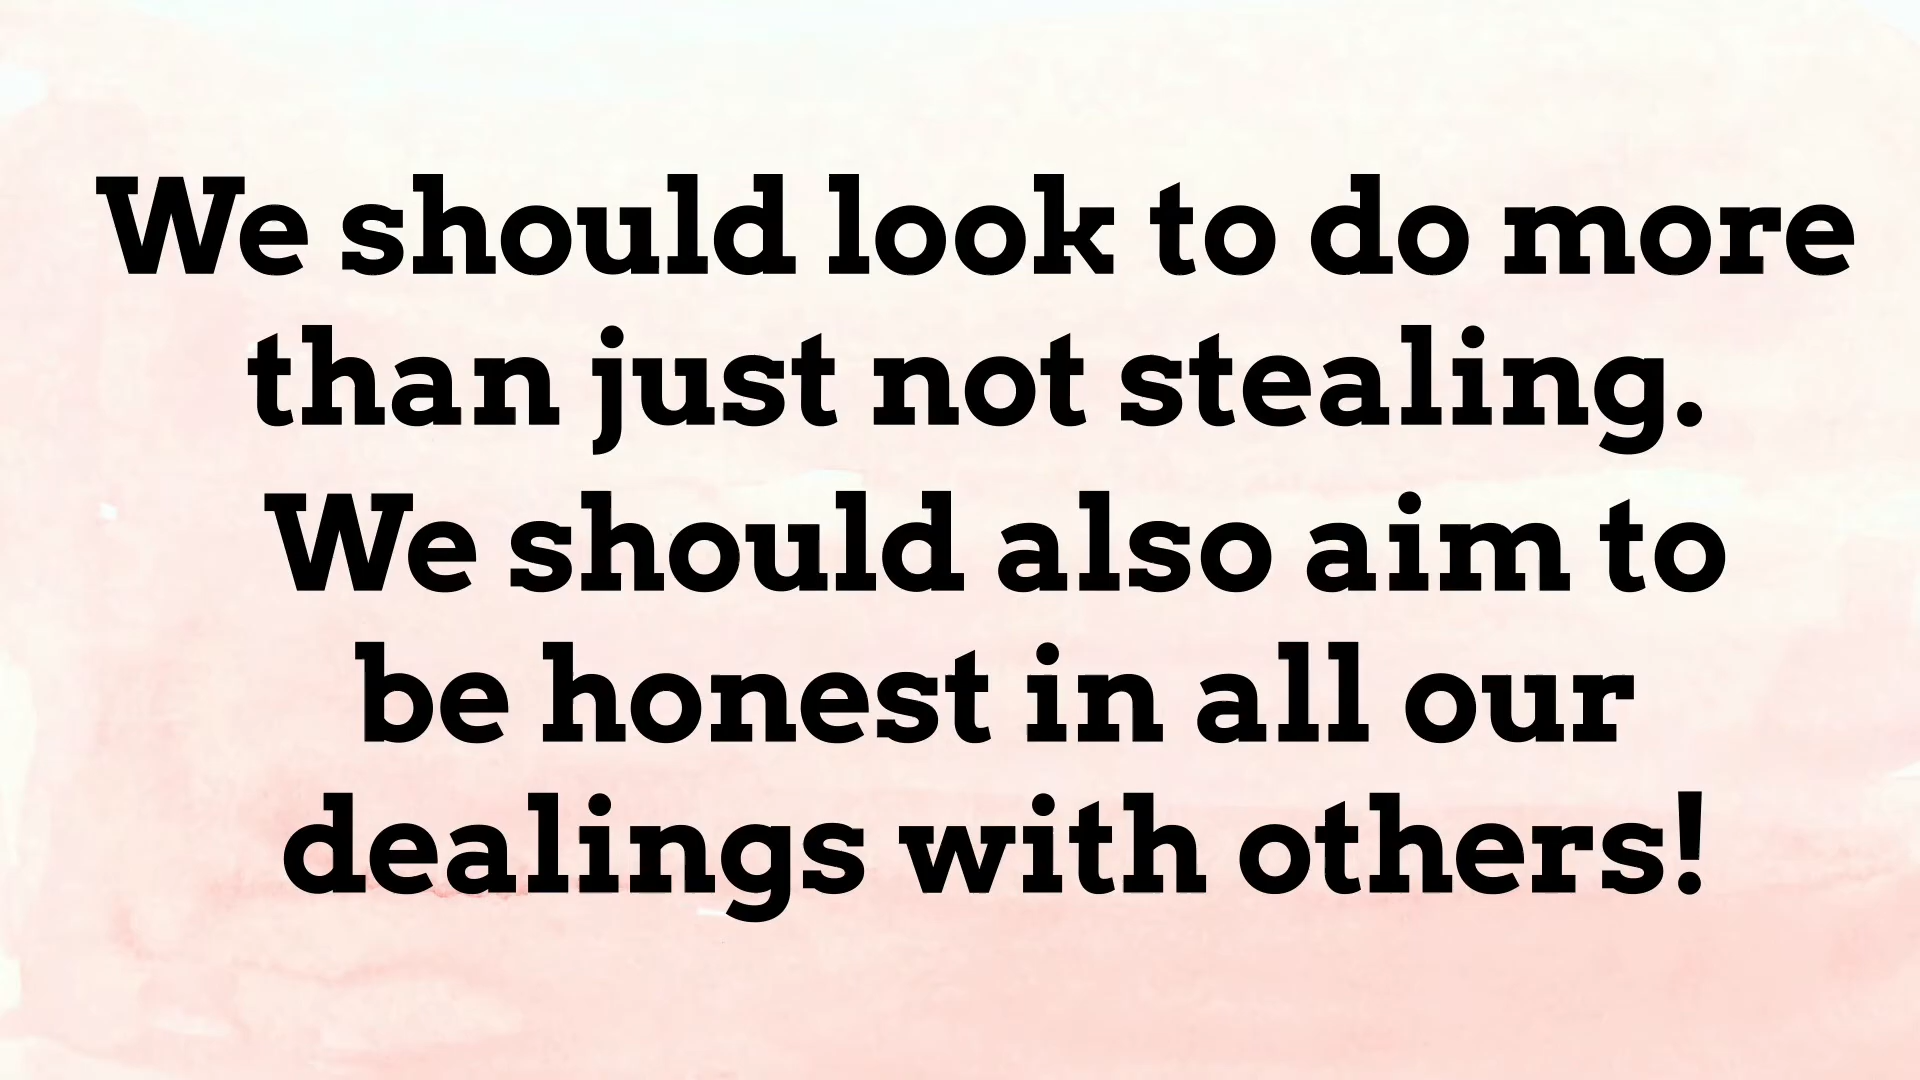 We should look to do more
than just not stealing.
We should also aim to
be honest in all our
dealings with others!